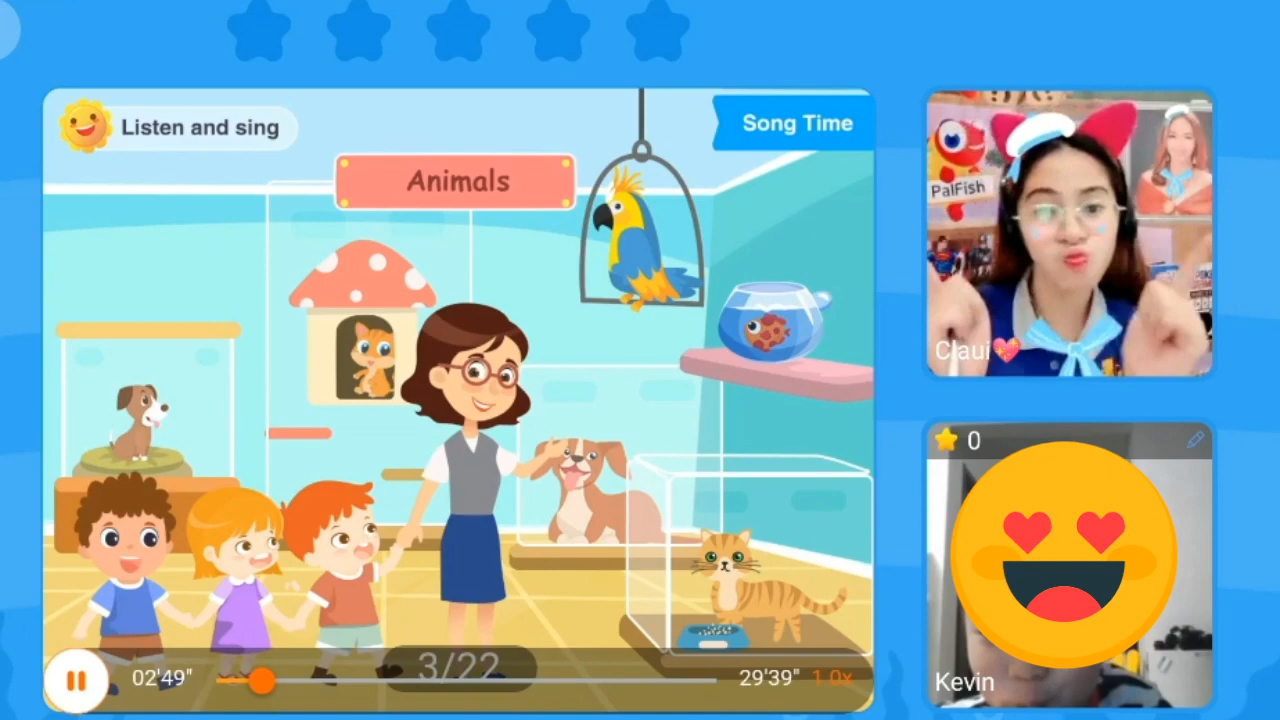 Listen and sing
Song Time
Animals
PalFish
Claui💖
0
3/22
02'49"
29'39"
1.0x
Kevin